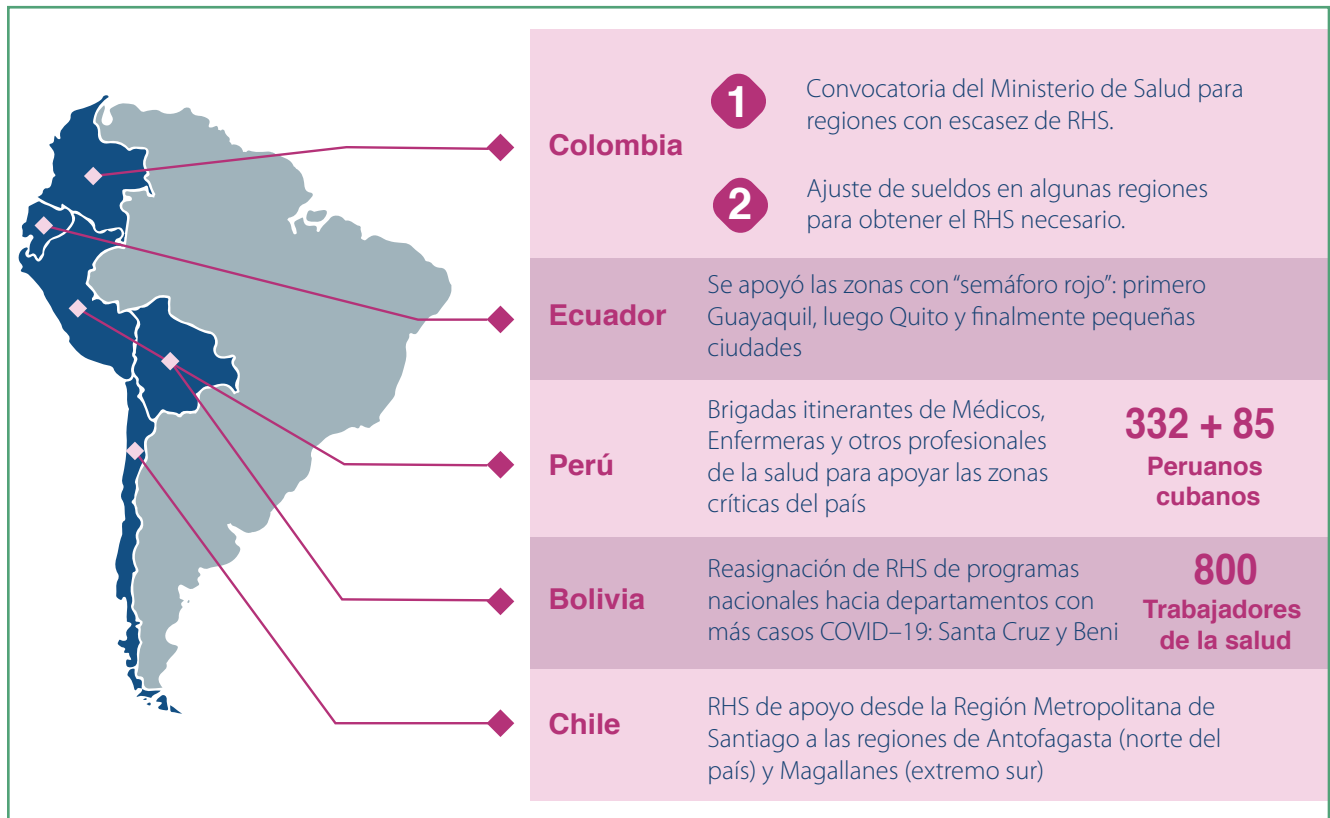 Colombia
1
Convocatoria del Ministerio de Salud para
regiones con escasez de RHS.
2
Ajuste de sueldos en algunas regiones
para obtener el RHS necesario.
Ecuador
Se apoyó las zonas con “semáforo rojo”: primero
Guayaquil, luego Quito y finalmente pequeñas
ciudades
Perú
Brigadas itinerantes de Médicos,
Enfermeras y otros profesionales
de la salud para apoyar las zonas
críticas del país
332 + 85
Peruanos
cubanos
Bolivia
Reasignación de RHS de programas
nacionales hacia departamentos con
más casos COVID–19: Santa Cruz y Beni
800
Trabajadores
de la salud
Chile
RHS de apoyo desde la Región Metropolitana de
Santiago a las regiones de Antofagasta (norte del
país) y Magallanes (extremo sur)